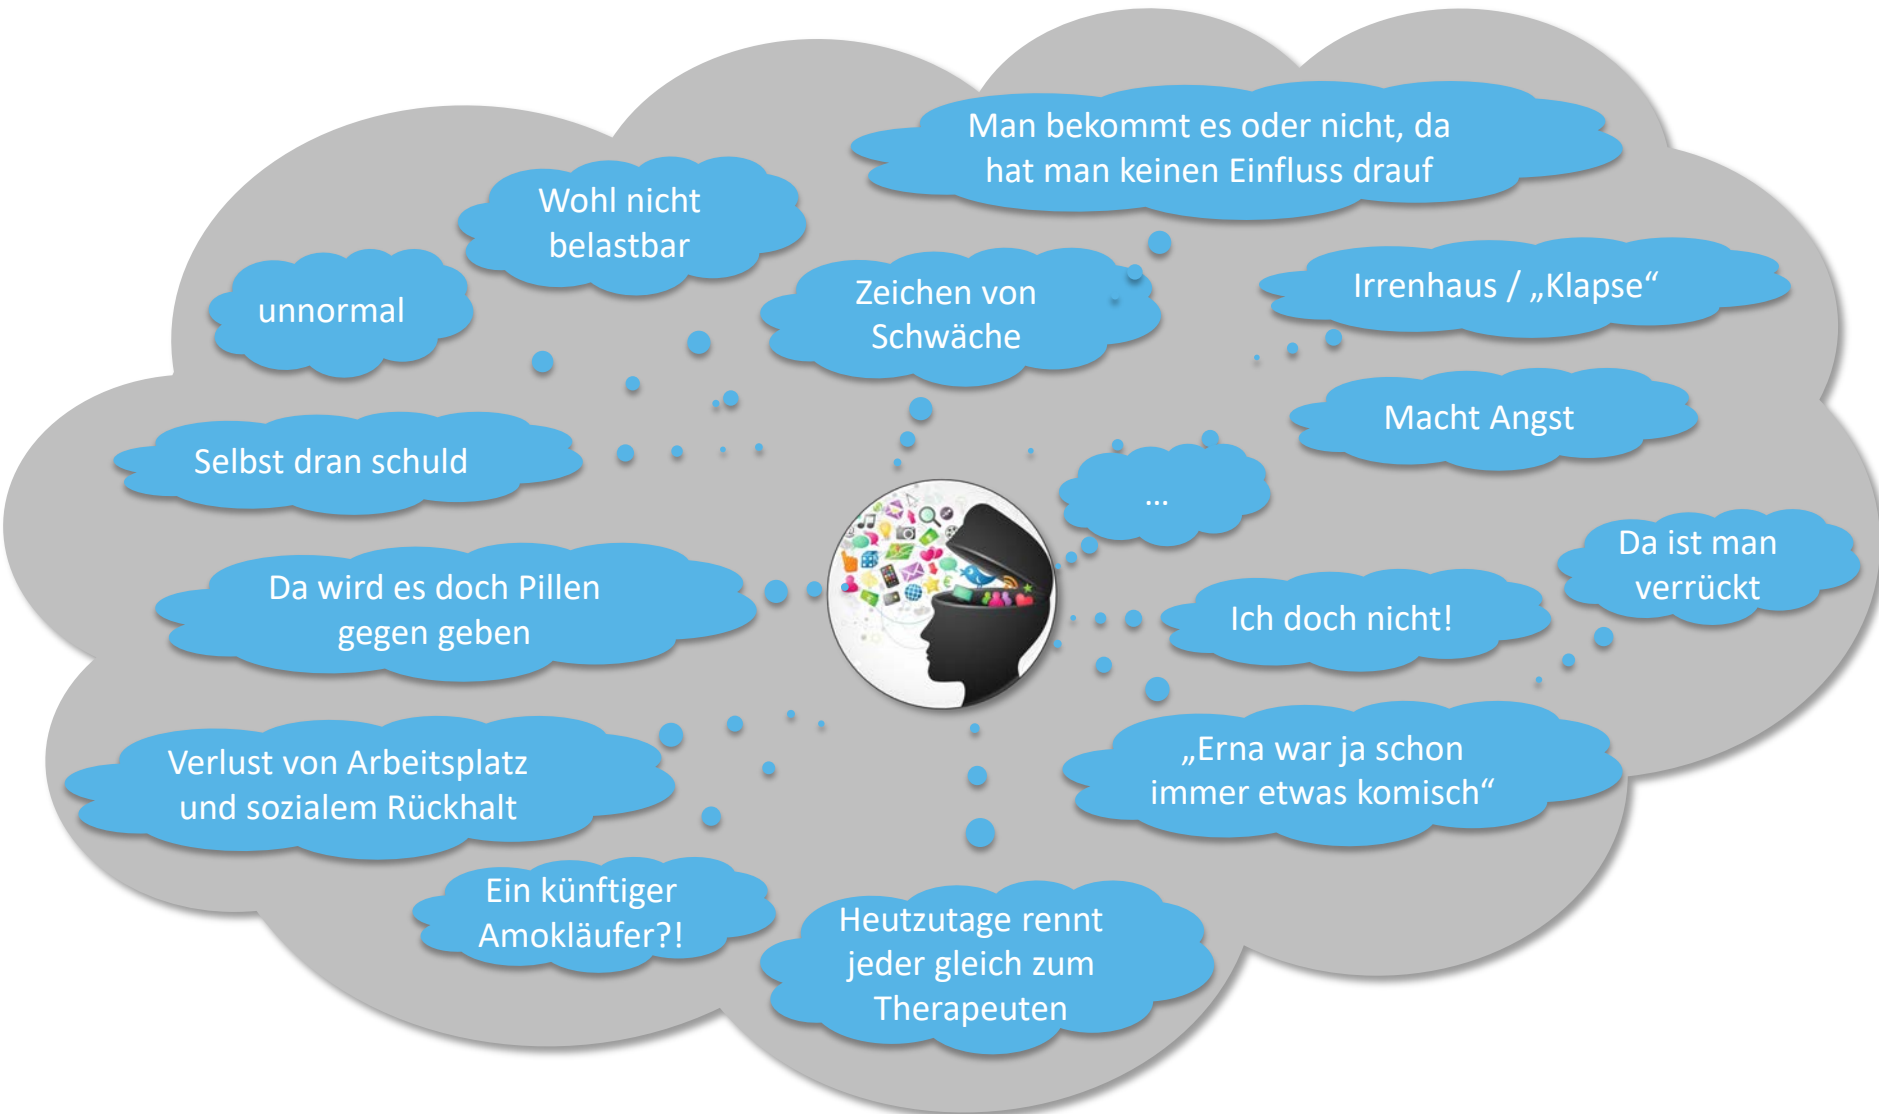 Man bekommt es oder nicht, da
hat man keinen Einfluss drauf
Wohl nicht
belastbar
unnormal
Zeichen von
Schwäche
Irrenhaus / „Klapse“
Macht Angst
Selbst dran schuld
...
Da ist man
verrückt
Da wird es doch Pillen
gegen geben
Ich doch nicht!
Verlust von Arbeitsplatz
und sozialem Rückhalt
„Erna war ja schon
immer etwas komisch“
Ein künftiger
Amokläufer?!
Heutzutage rennt
jeder gleich zum
Therapeuten